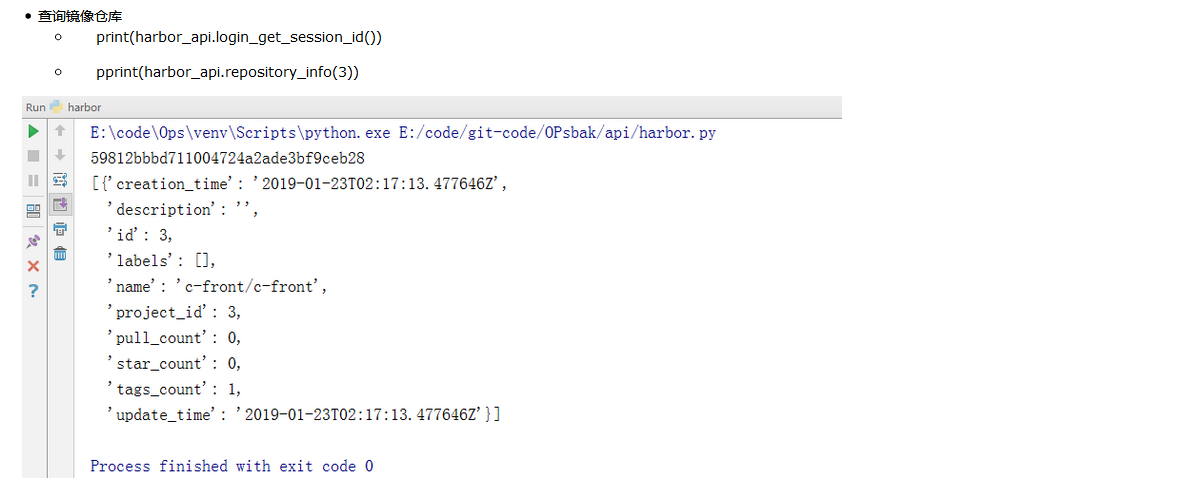 查询镜像仓库
print(harbor_api.login_get_session_id())
pprint(harbor_api.repository_info(3))
Run harbor
E:\code\Ops\venv\Scripts\python.exe E:/code/git-code/OPsbak/api/harbor.py
59812bbbd711004724a2ade3bf9ceb28
[{'creation_time': '2019-01-23T02:17:13.477646Z',
'description': '',
'id': 3,
'labels': [],
'name': 'c-front/c-front',
'project_id': 3,
'pull_count': 0,
'star_count': 0,
'tags_count': 1,
'update_time': '2019-01-23T02:17:13.477646Z'}]
Process finished with exit code 0